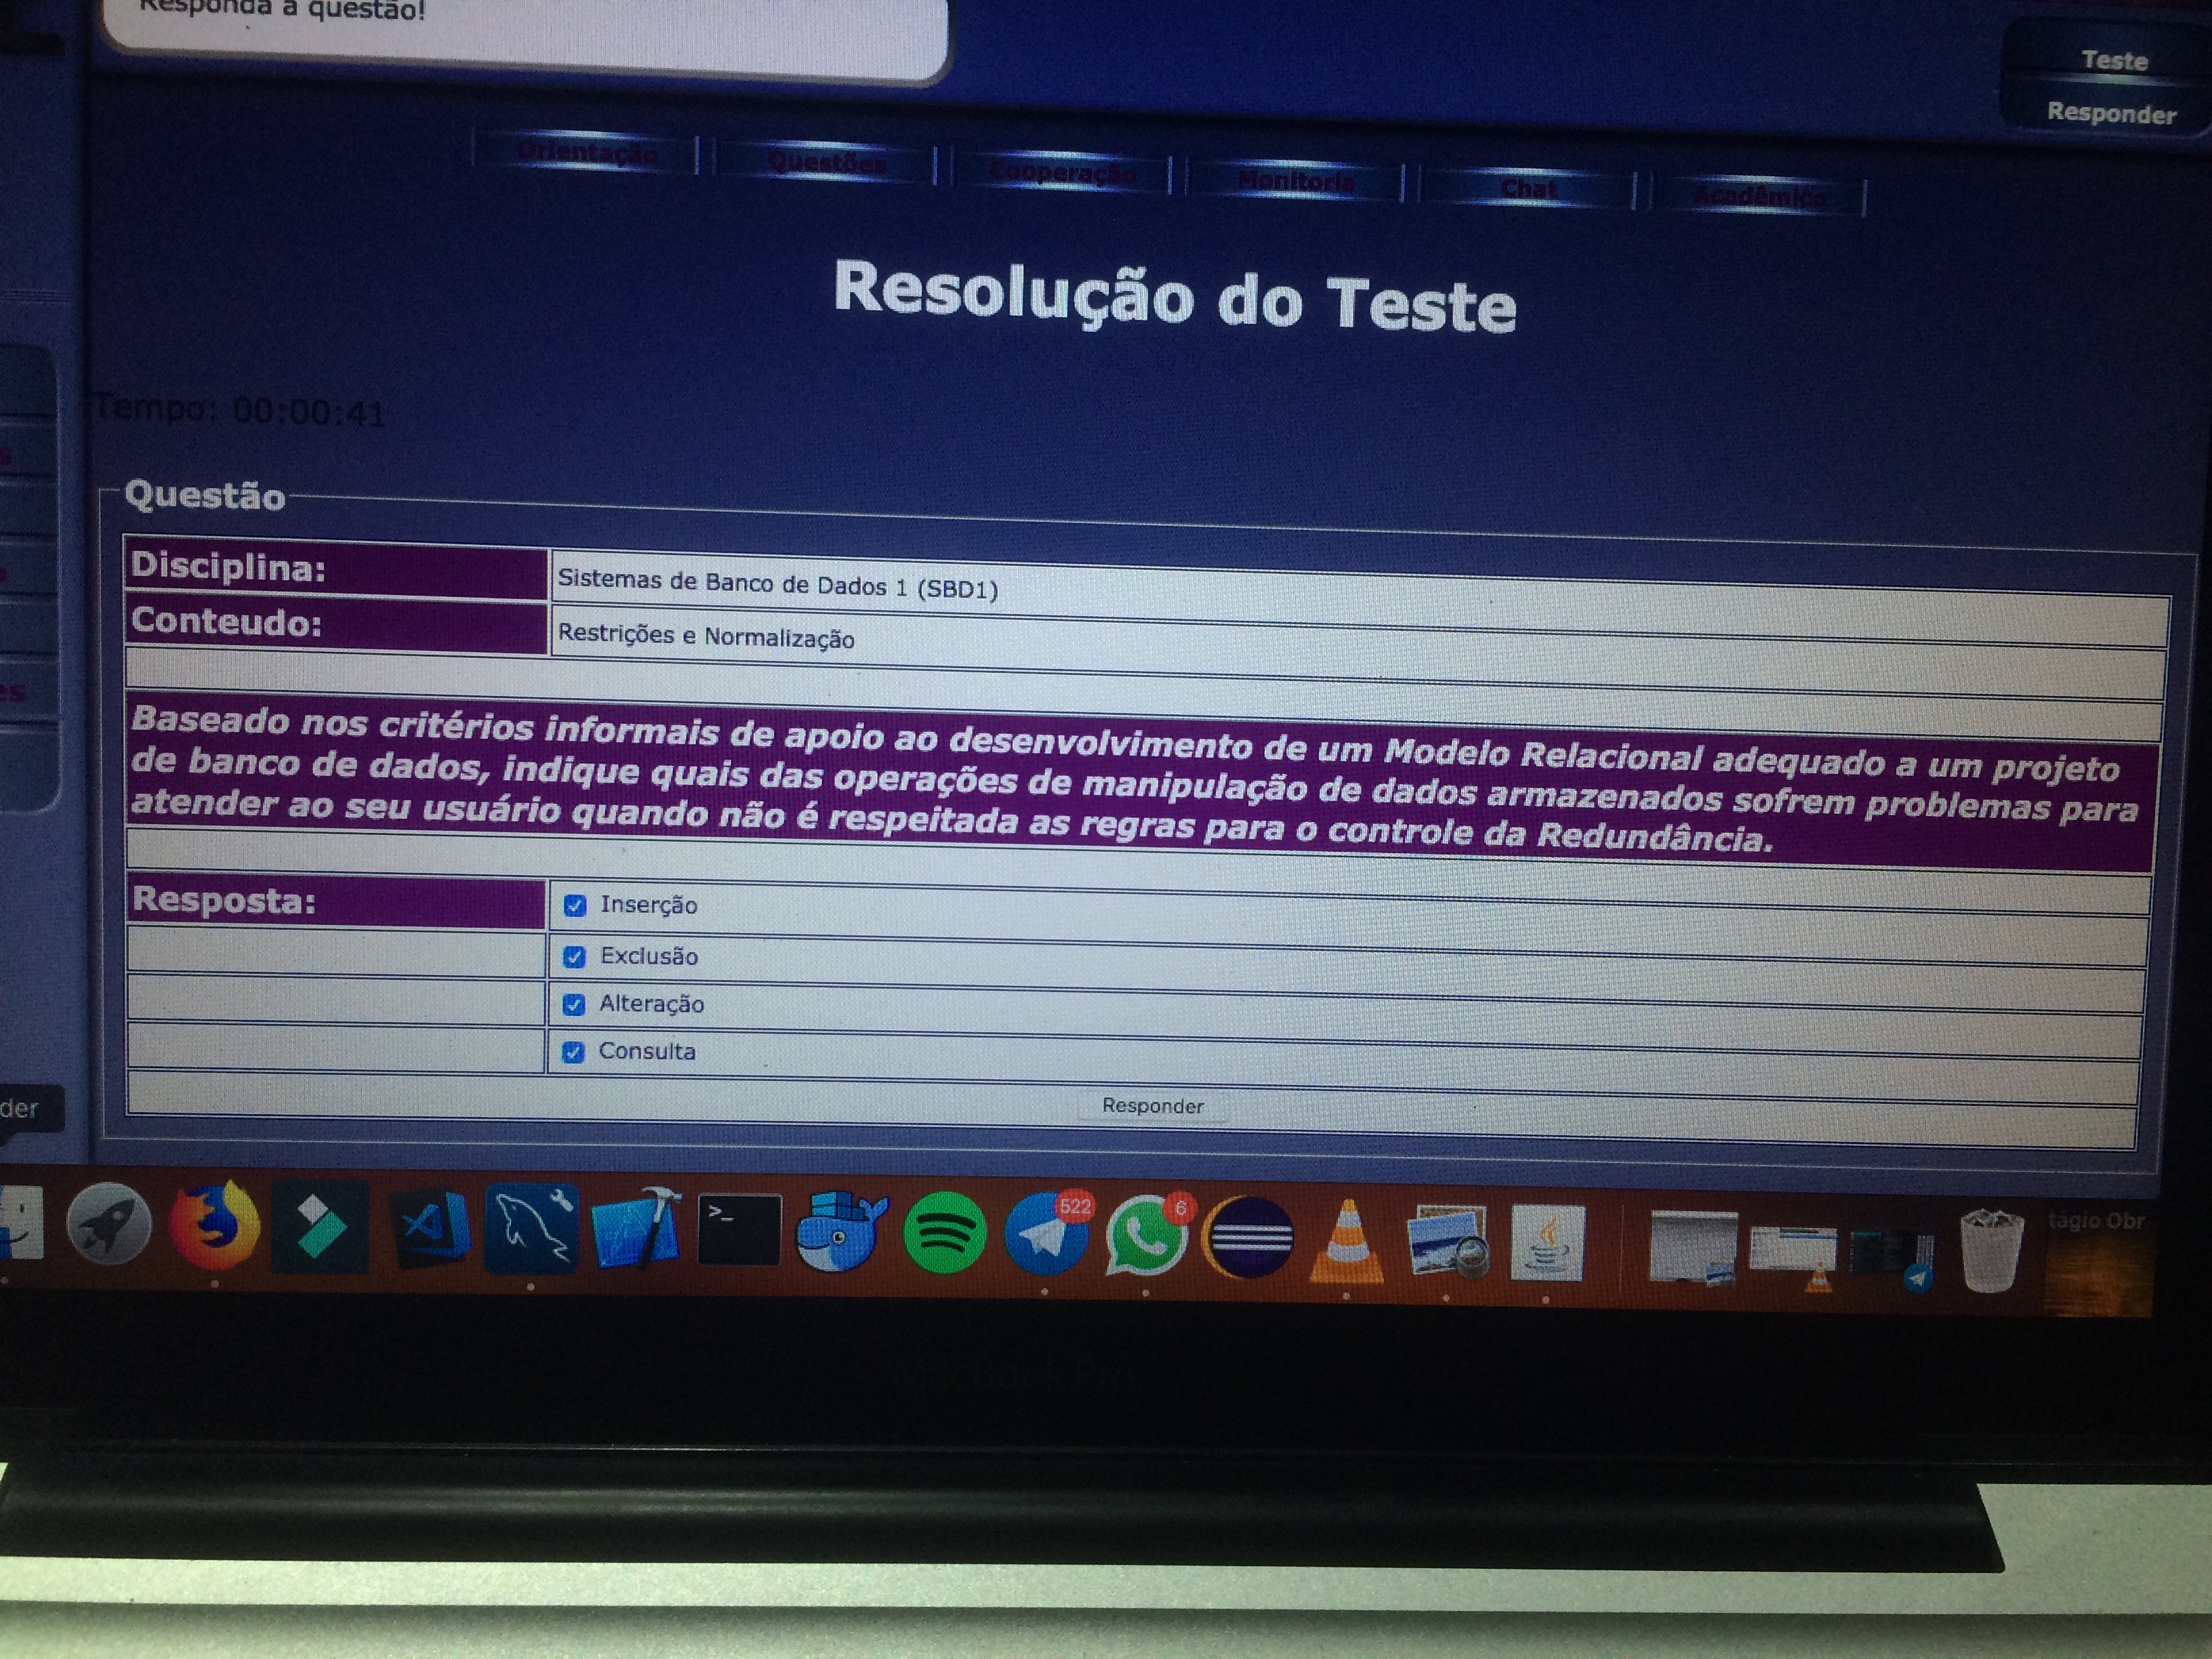 Responda a questão!
Teste
Responder
Orientação
Questões
Cooperação
Monitoria
Chat
Acadêmico
Resolução do Teste
Tempo: 00:00:41
Questão
Disciplina:
Sistemas de Banco de Dados 1 (SBD1)
Conteudo:
Restrições e Normalização
Baseado nos critérios informais de apoio ao desenvolvimento de um Modelo Relacional adequado a um projeto
de banco de dados, indique quais das operações de manipulação de dados armazenados sofrem problemas para
atender ao seu usuário quando não é respeitada as regras para o controle da Redundância.
Resposta:
Inserção
Exclusão
Alteração
Consulta
Responder
der
522
6
tágio Obr
MacBook Pro